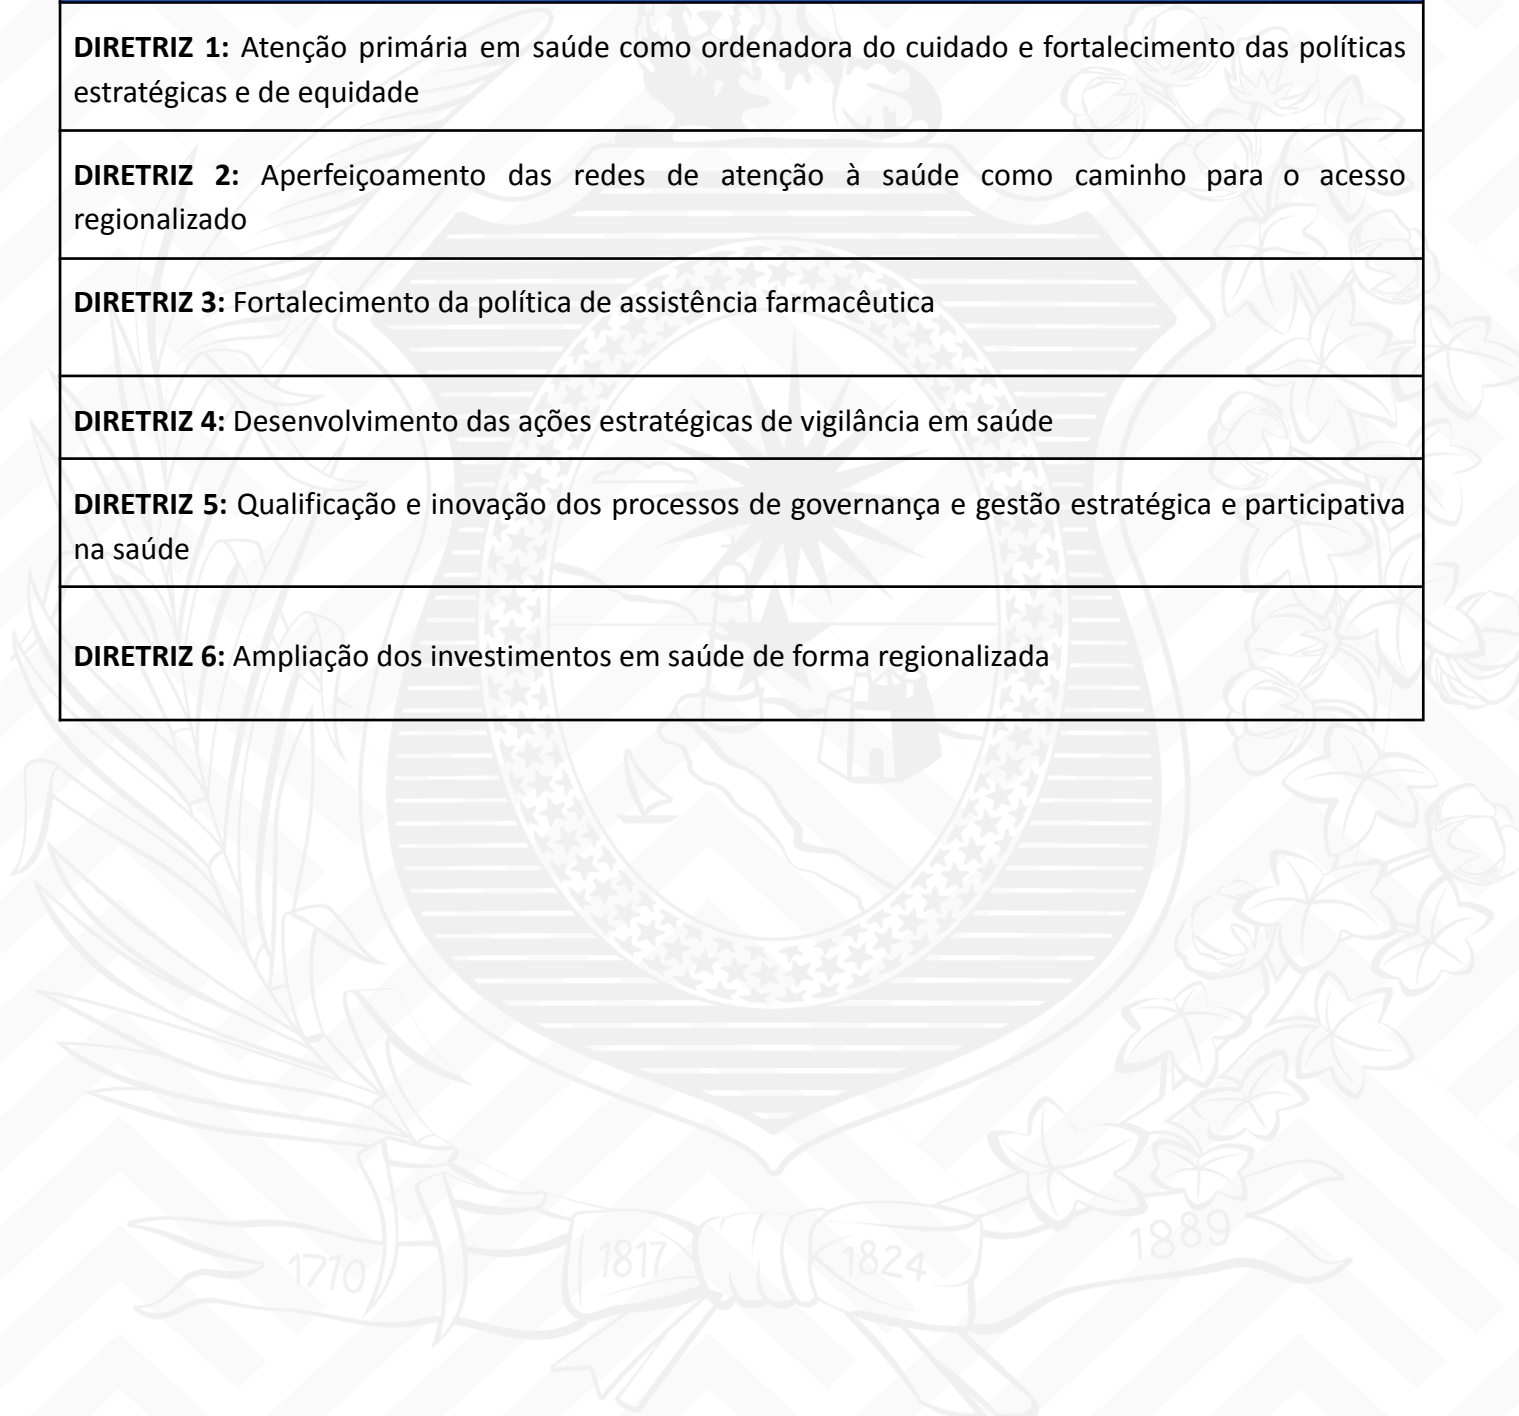 DIRETRIZ 1: Atenção primária em saúde como ordenadora do cuidado e fortalecimento das políticas
estratégicas e de equidade
DIRETRIZ 2: Aperfeiçoamento das redes de atenção à saúde como caminho para o acesso
regionalizado
DIRETRIZ 3: Fortalecimento da política de assistência farmacêutica
DIRETRIZ 4: Desenvolvimento das ações estratégicas de vigilância em saúde
DIRETRIZ 5: Qualificação e inovação dos processos de governança e gestão estratégica e participativa
na saúde
DIRETRIZ 6: Ampliação dos investimentos em saúde de forma regionalizada
1710 1817 1824 1889